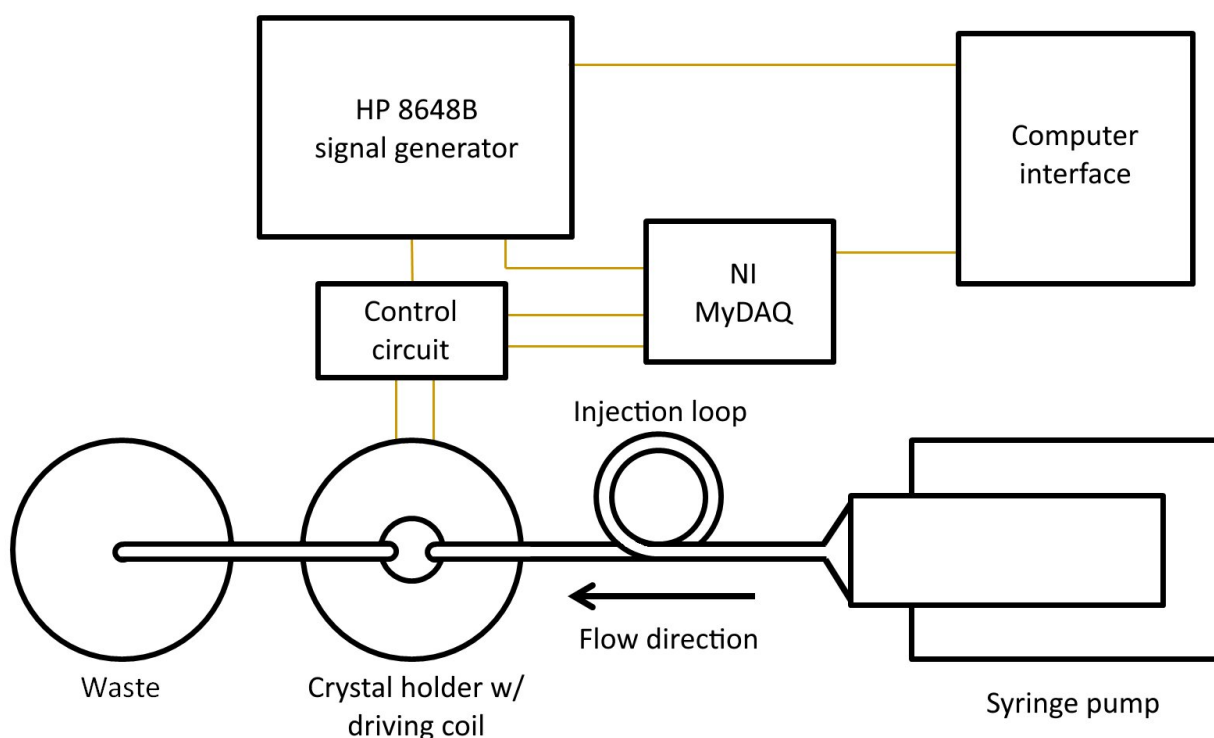 HP 8648B
signal generator
Computer
interface
NI
MyDAQ
Control
circuit
Injection loop
Flow direction
Waste
Crystal holder w/
driving coil
Syringe pump